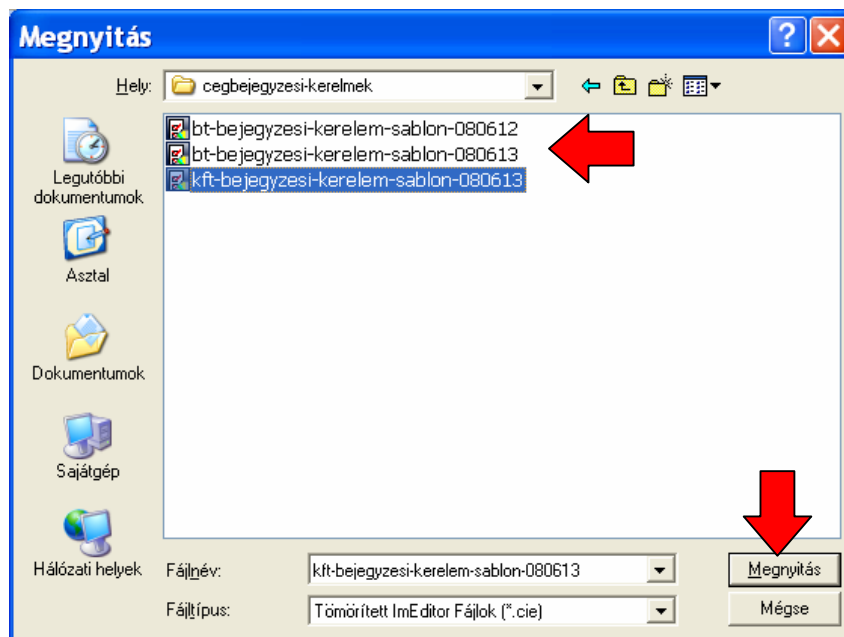 Megnyitás
Hely: cegbejegyzesi-kerelmek
bt-bejegyzesi-kerelem-sablon-080612
bt-bejegyzesi-kerelem-sablon-080613
kft-bejegyzesi-kerelem-sablon-080613
Legutóbbi
dokumentumok
Asztal
Dokumentumok
Sajátgép
Hálózati helyek
Fájlnév: kft-bejegyzesi-kerelem-sablon-080613 Megnyitás
Fájltípus: Tömörített ImEditor Fájlok (*.cie) Mégse